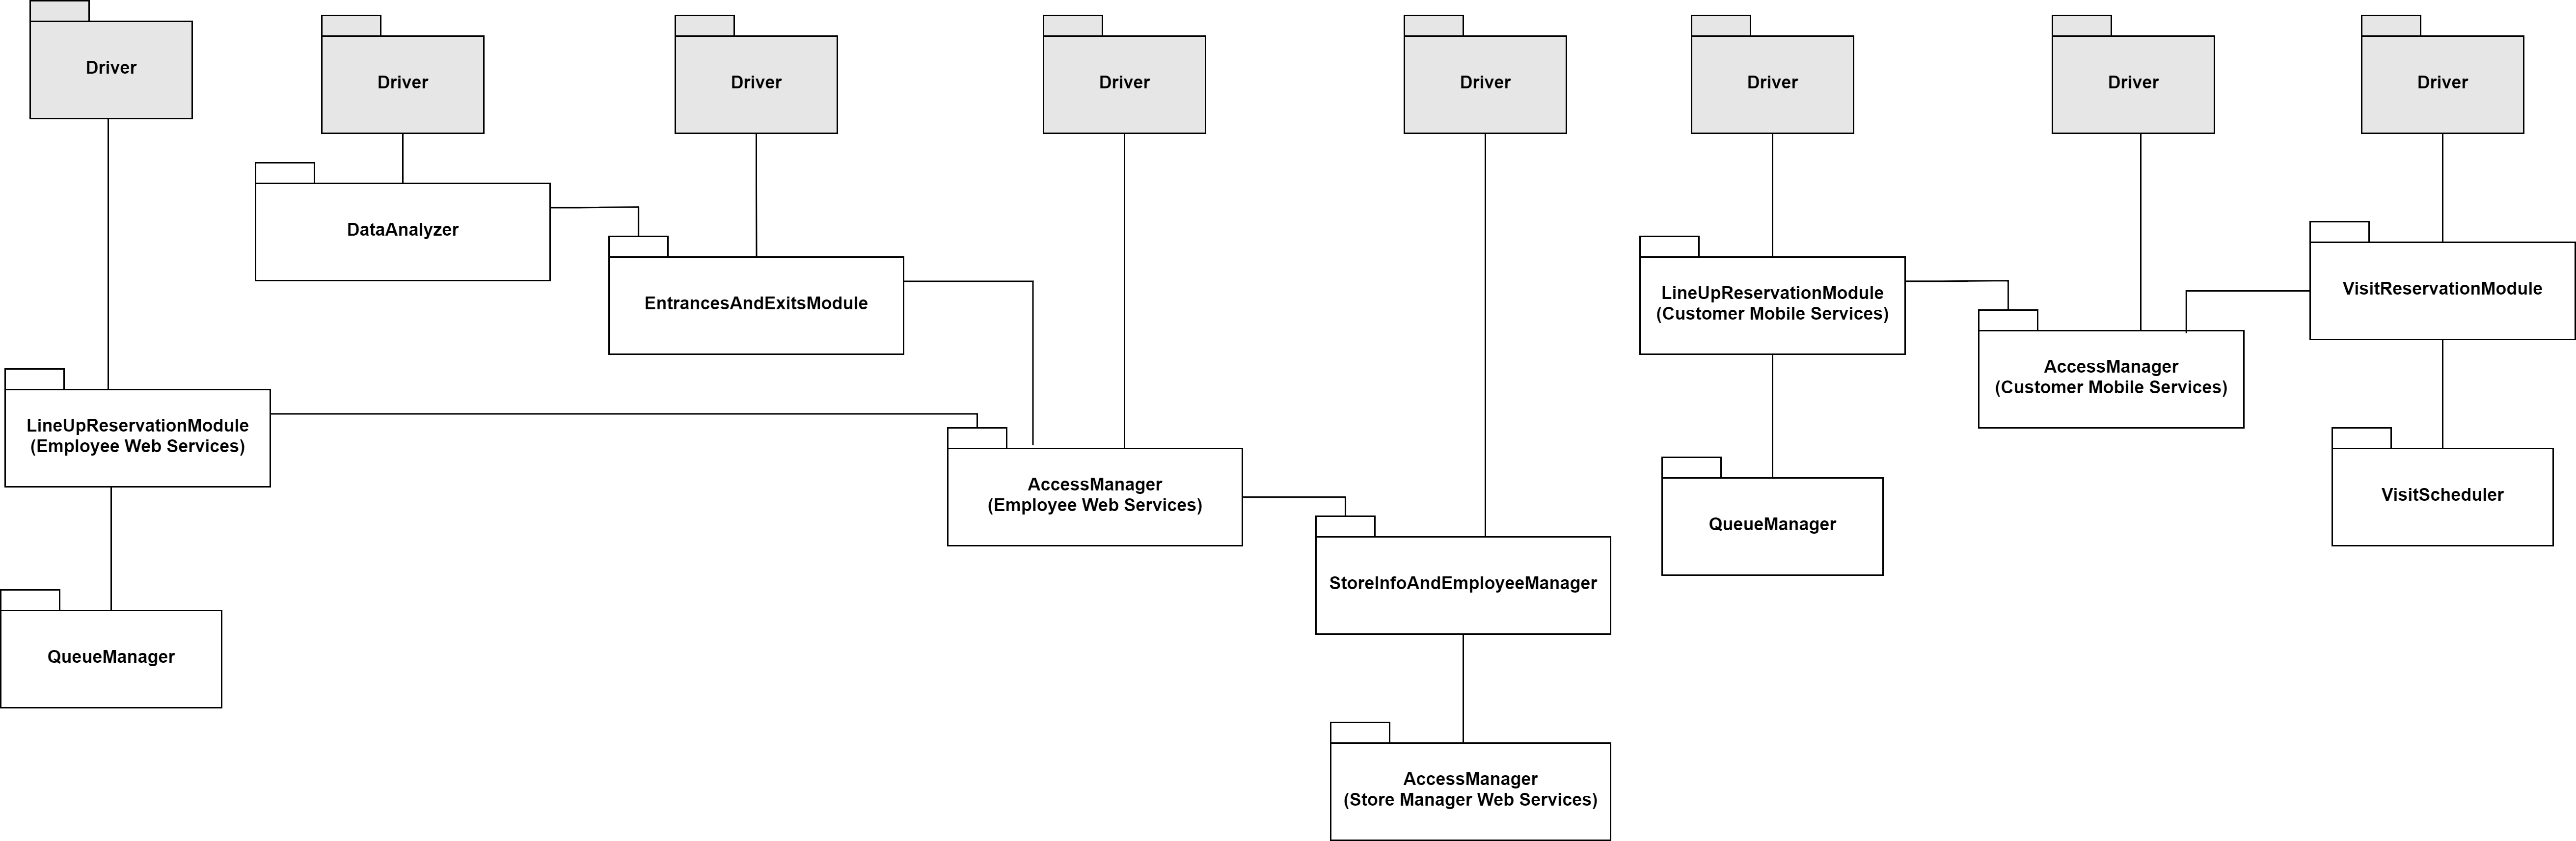 Driver
Driver
Driver
Driver
Driver
Driver
Driver
Driver
DataAnalyzer
EntrancesAndExitsModule
LineUpReservationModule
(Customer Mobile Services)
VisitReservationModule
AccessManager
(Customer Mobile Services)
LineUpReservationModule
(Employee Web Services)
AccessManager
(Employee Web Services)
VisitScheduler
QueueManager
StoreInfoAndEmployeeManager
QueueManager
AccessManager
(Store Manager Web Services)